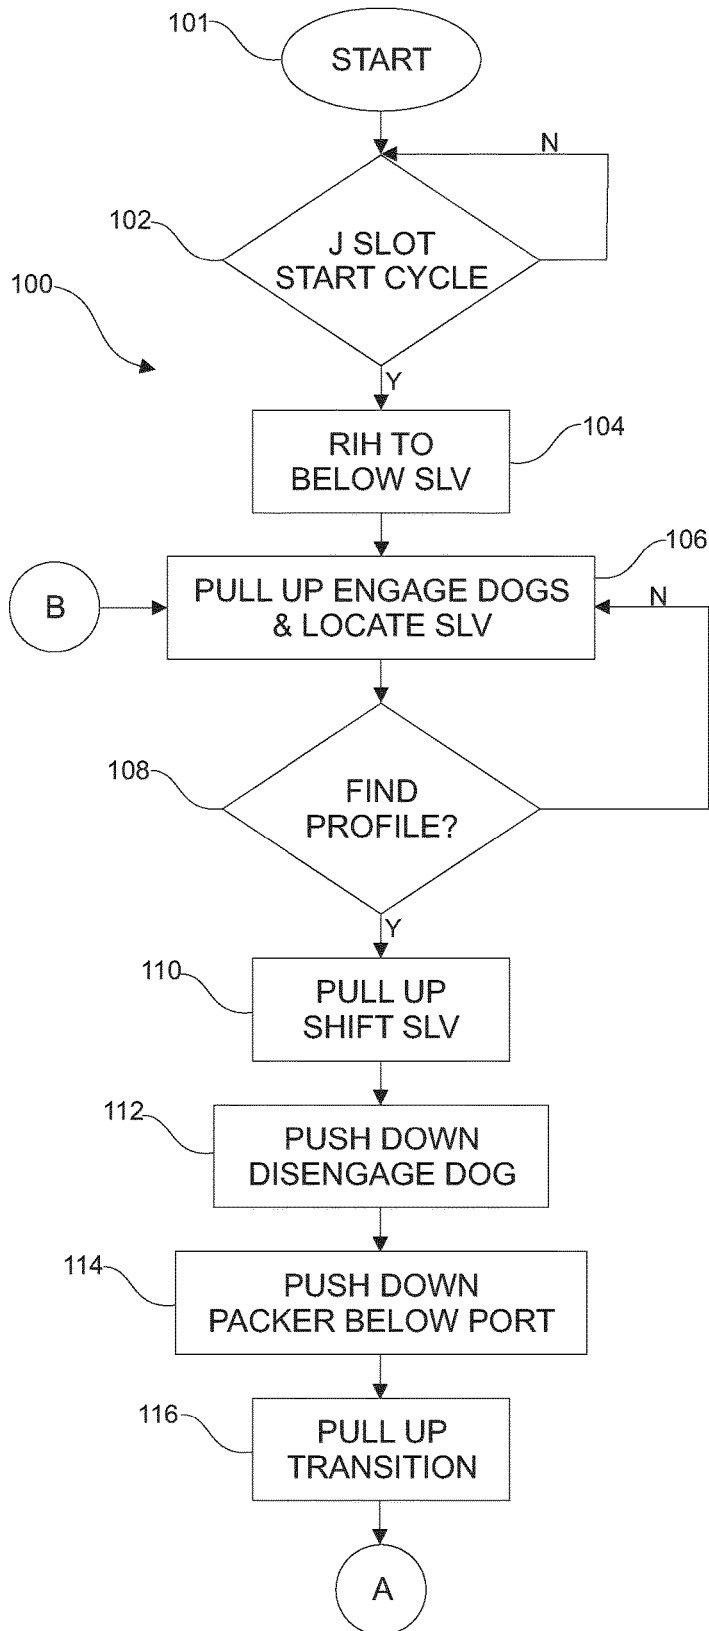 101
START
N
102
J SLOT
START CYCLE
100
Y
RIH TO
BELOW SLV
104
106
PULL UP ENGAGE DOGS
& LOCATE SLV
B
N
108
FIND
PROFILE?
Y
110
PULL UP
SHIFT SLV
112
PUSH DOWN
DISENGAGE DOG
114
PUSH DOWN
PACKER BELOW PORT
116
PULL UP
TRANSITION
A